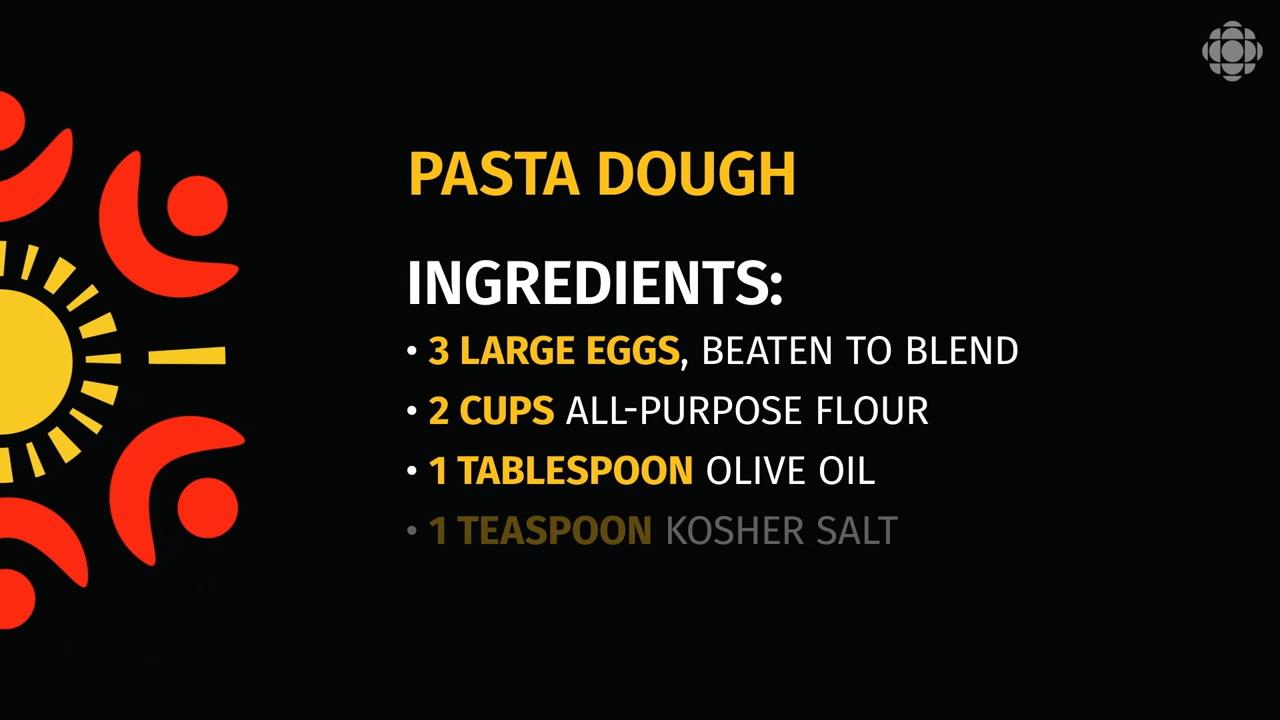 PASTA DOUGH
INGREDIENTS:
• 3 LARGE EGGS, BEATEN TO BLEND
• 2 CUPS ALL-PURPOSE FLOUR
• 1 TABLESPOON OLIVE OIL
• 1 TEASPOON KOSHER SALT